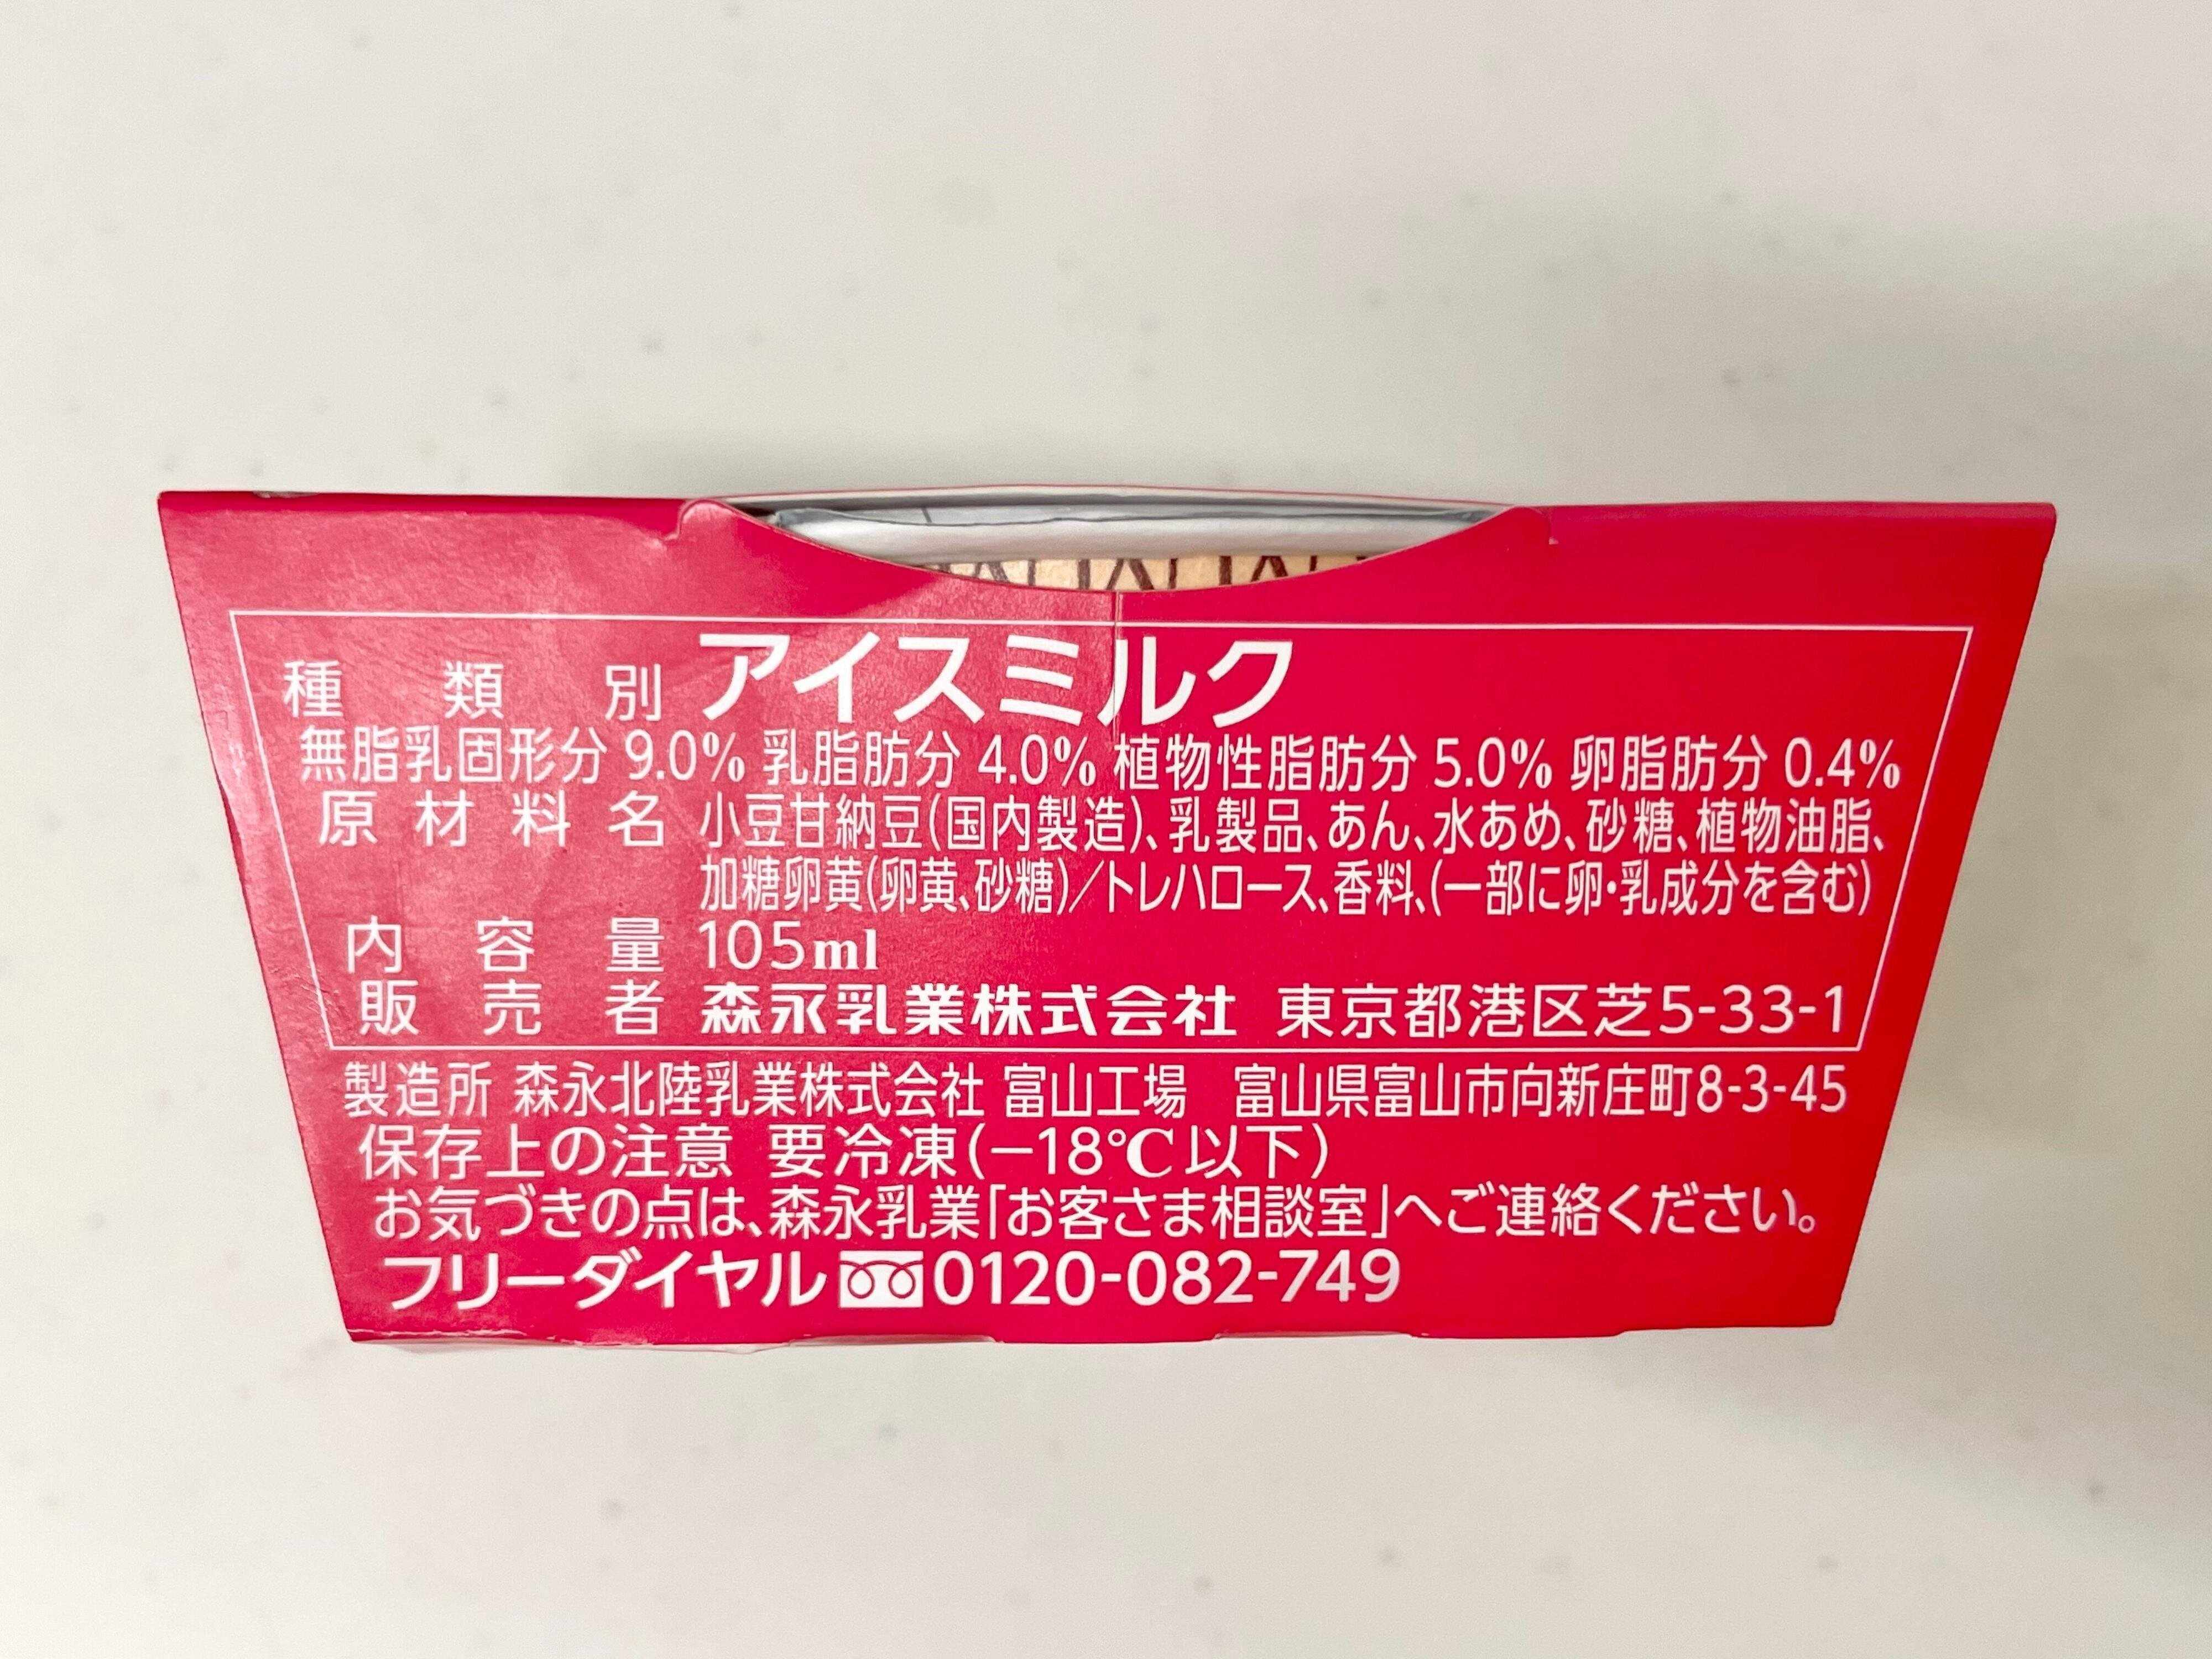 種類別 アイスミルク
無脂乳固形分 9.0% 乳脂肪分 4.0% 植物性脂肪分 5.0% 卵脂肪分 0.4%
原材料名 小豆甘納豆(国内製造)、乳製品、あん、水あめ、砂糖、植物油脂、
加糖卵黄(卵黄、砂糖)／トレハロース、香料、(一部に卵・乳成分を含む)
内容量 105ml
販売者 森永乳業株式会社 東京都港区芝5-33-1
製造所 森永北陸乳業株式会社 富山工場 富山県富山市向新庄町8-3-45
保存上の注意 要冷凍(−18℃以下)
お気づきの点は、森永乳業「お客さま相談室」へご連絡ください。
フリーダイヤル 0120-082-749